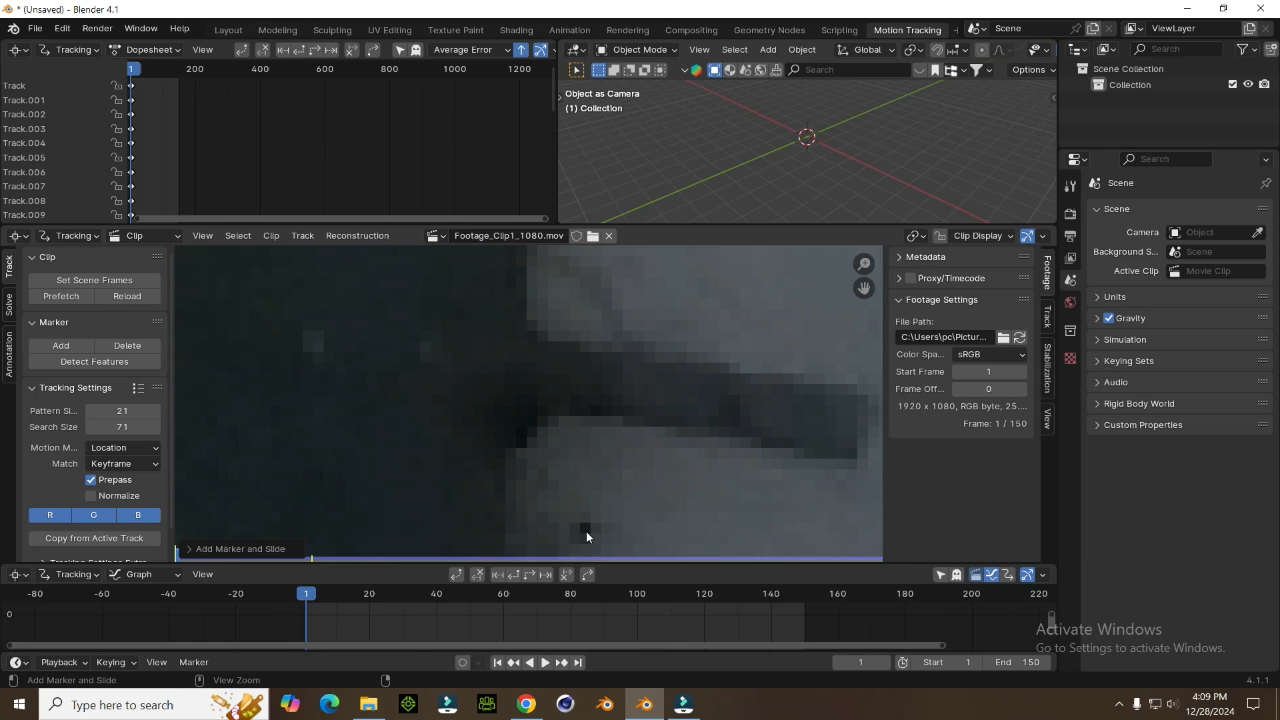 * (Unsaved) - Blender 4.1
File Edit Render Window Help Layout Modeling Sculpting UV Editing Texture Paint Shading Animation Rendering Compositing Geometry Nodes Scripting Motion Tracking Scene ViewLayer
Tracking Dopesheet View Average Error Object Mode View Select Add Object Global Search
1 200 400 600 800 1000 1200 Search Options
Track
Track.001
Track.002
Track.003
Track.004
Track.005
Track.006
Track.007
Track.008
Track.009
Object as Camera
(1) Collection
Scene Collection
Collection
Search
Scene
Scene
Camera Object
Background S... Scene
Active Clip Movie Clip
Units
Gravity
Simulation
Keying Sets
Audio
Rigid Body World
Custom Properties
Tracking Clip View Select Clip Track Reconstruction Footage_Clip1_1080.mov Clip Display
Track
Solve
Annotation
Clip
Set Scene Frames
Prefetch Reload
Marker
Add Delete
Detect Features
Tracking Settings
Pattern Si... 21
Search Size 71
Motion M... Location
Match Keyframe
Prepass
Normalize
R G B
Copy from Active Track
Add Marker and Slide
Metadata
Proxy/Timecode
Footage Settings
File Path:
C:\Users\pc\Pictur...
Color Spa... sRGB
Start Frame 1
Frame Off... 0
1920 x 1080, RGB byte, 25....
Frame: 1 / 150
Footage
Track
Stabilization
View
Tracking Graph View
-80 -60 -40 -20 1 20 40 60 80 100 120 140 160 180 200 220
0
Playback Keying View Marker 1 Start 1 End 150
Add Marker and Slide View Zoom 4.1.1
Activate Windows
Go to Settings to activate Windows.
Type here to search
4:09 PM
12/28/2024